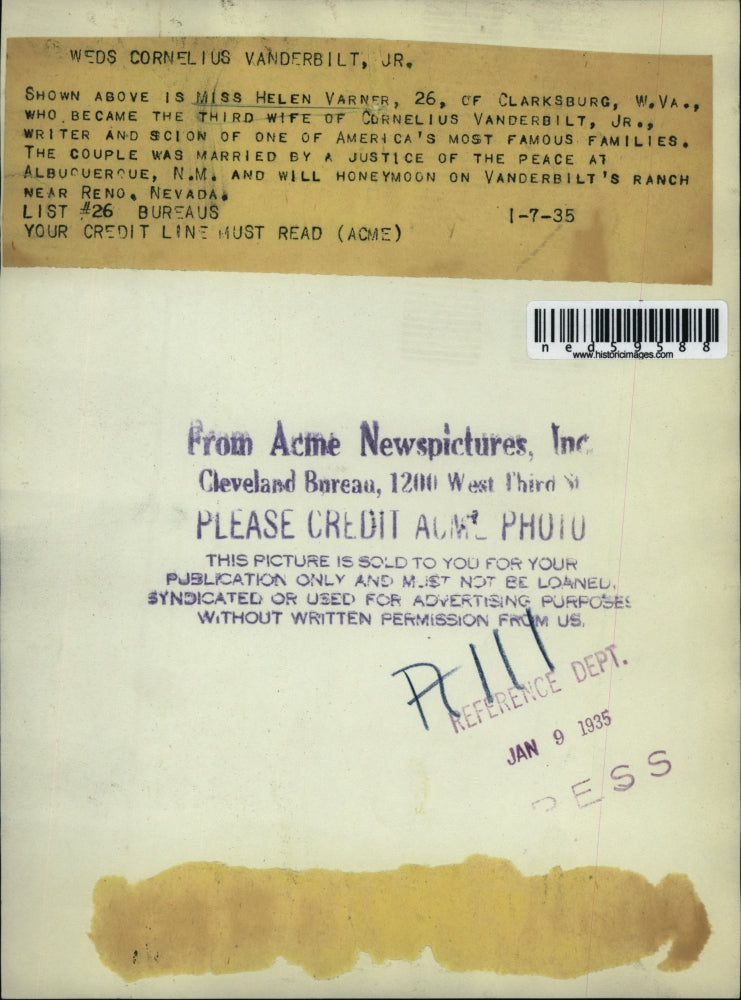 WEDS CORNELIUS VANDERBILT, JR.
SHOWN ABOVE IS MISS HELEN VARNER, 26, OF CLARKSBURG, W.VA.,
WHO BECAME THE THIRD WIFE OF CORNELIUS VANDERBILT, JR.,
WRITER AND SCION OF ONE OF AMERICA'S MOST FAMOUS FAMILIES.
THE COUPLE WAS MARRIED BY A JUSTICE OF THE PEACE AT
ALBUQUERQUE, N.M. AND WILL HONEYMOON ON VANDERBILT'S RANCH
NEAR RENO, NEVADA.
LIST #26 BUREAUS 1-7-35
YOUR CREDIT LINE MUST READ (ACME)
ned59588
www.historicimages.com
From Acme Newspictures, Inc.
Cleveland Bureau, 1200 West Third St
PLEASE CREDIT ACME PHOTO
THIS PICTURE IS SOLD TO YOU FOR YOUR
PUBLICATION ONLY AND MUST NOT BE LOANED,
SYNDICATED OR USED FOR ADVERTISING PURPOSES
WITHOUT WRITTEN PERMISSION FROM US.
REFERENCE DEPT.
JAN 9 1935
PRESS